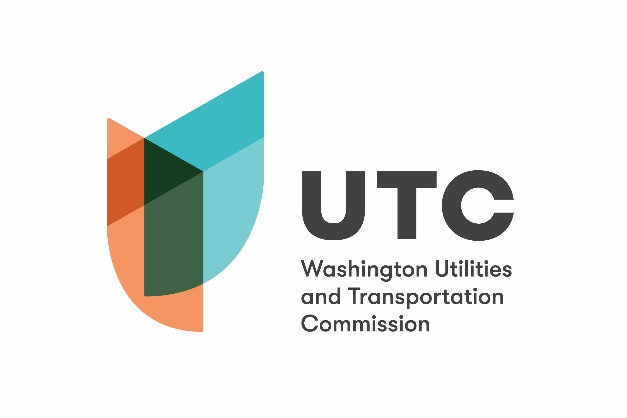 UTC
Washington Utilities
and Transportation
Commission